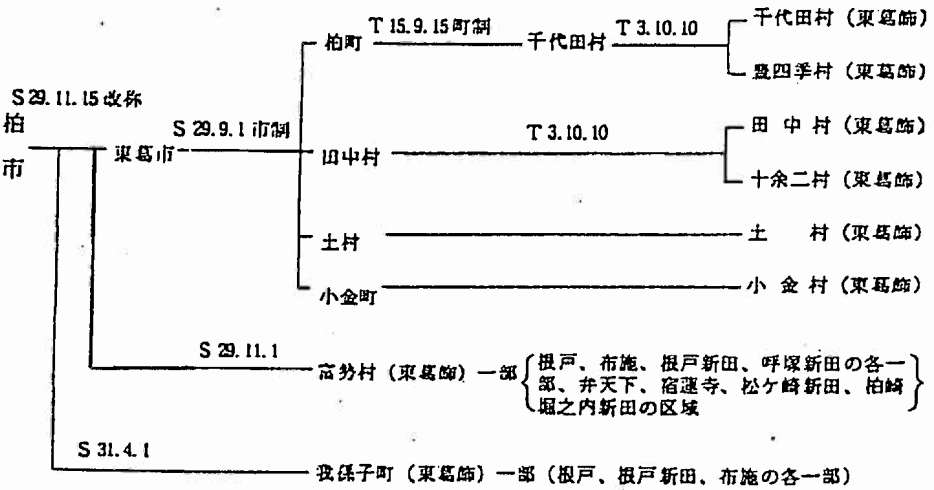 S 29.11.15 改称
柏市
東葛市
S 29.9.1 市制
柏町
T 15.9.15 町制
千代田村
T 3.10.10
千代田村（東葛飾）
豊四季村（東葛飾）
田中村
T 3.10.10
田中村（東葛飾）
十余二村（東葛飾）
土村
土 村（東葛飾）
小金町
小金村（東葛飾）
S 29.11.1
富勢村（東葛飾）一部
根戸、布施、根戸新田、呼塚新田の各一
部、弁天下、宿蓮寺、松ケ崎新田、柏崎
堀之内新田の区域
S 31.4.1
我孫子町（東葛飾）一部（根戸、根戸新田、布施の各一部）